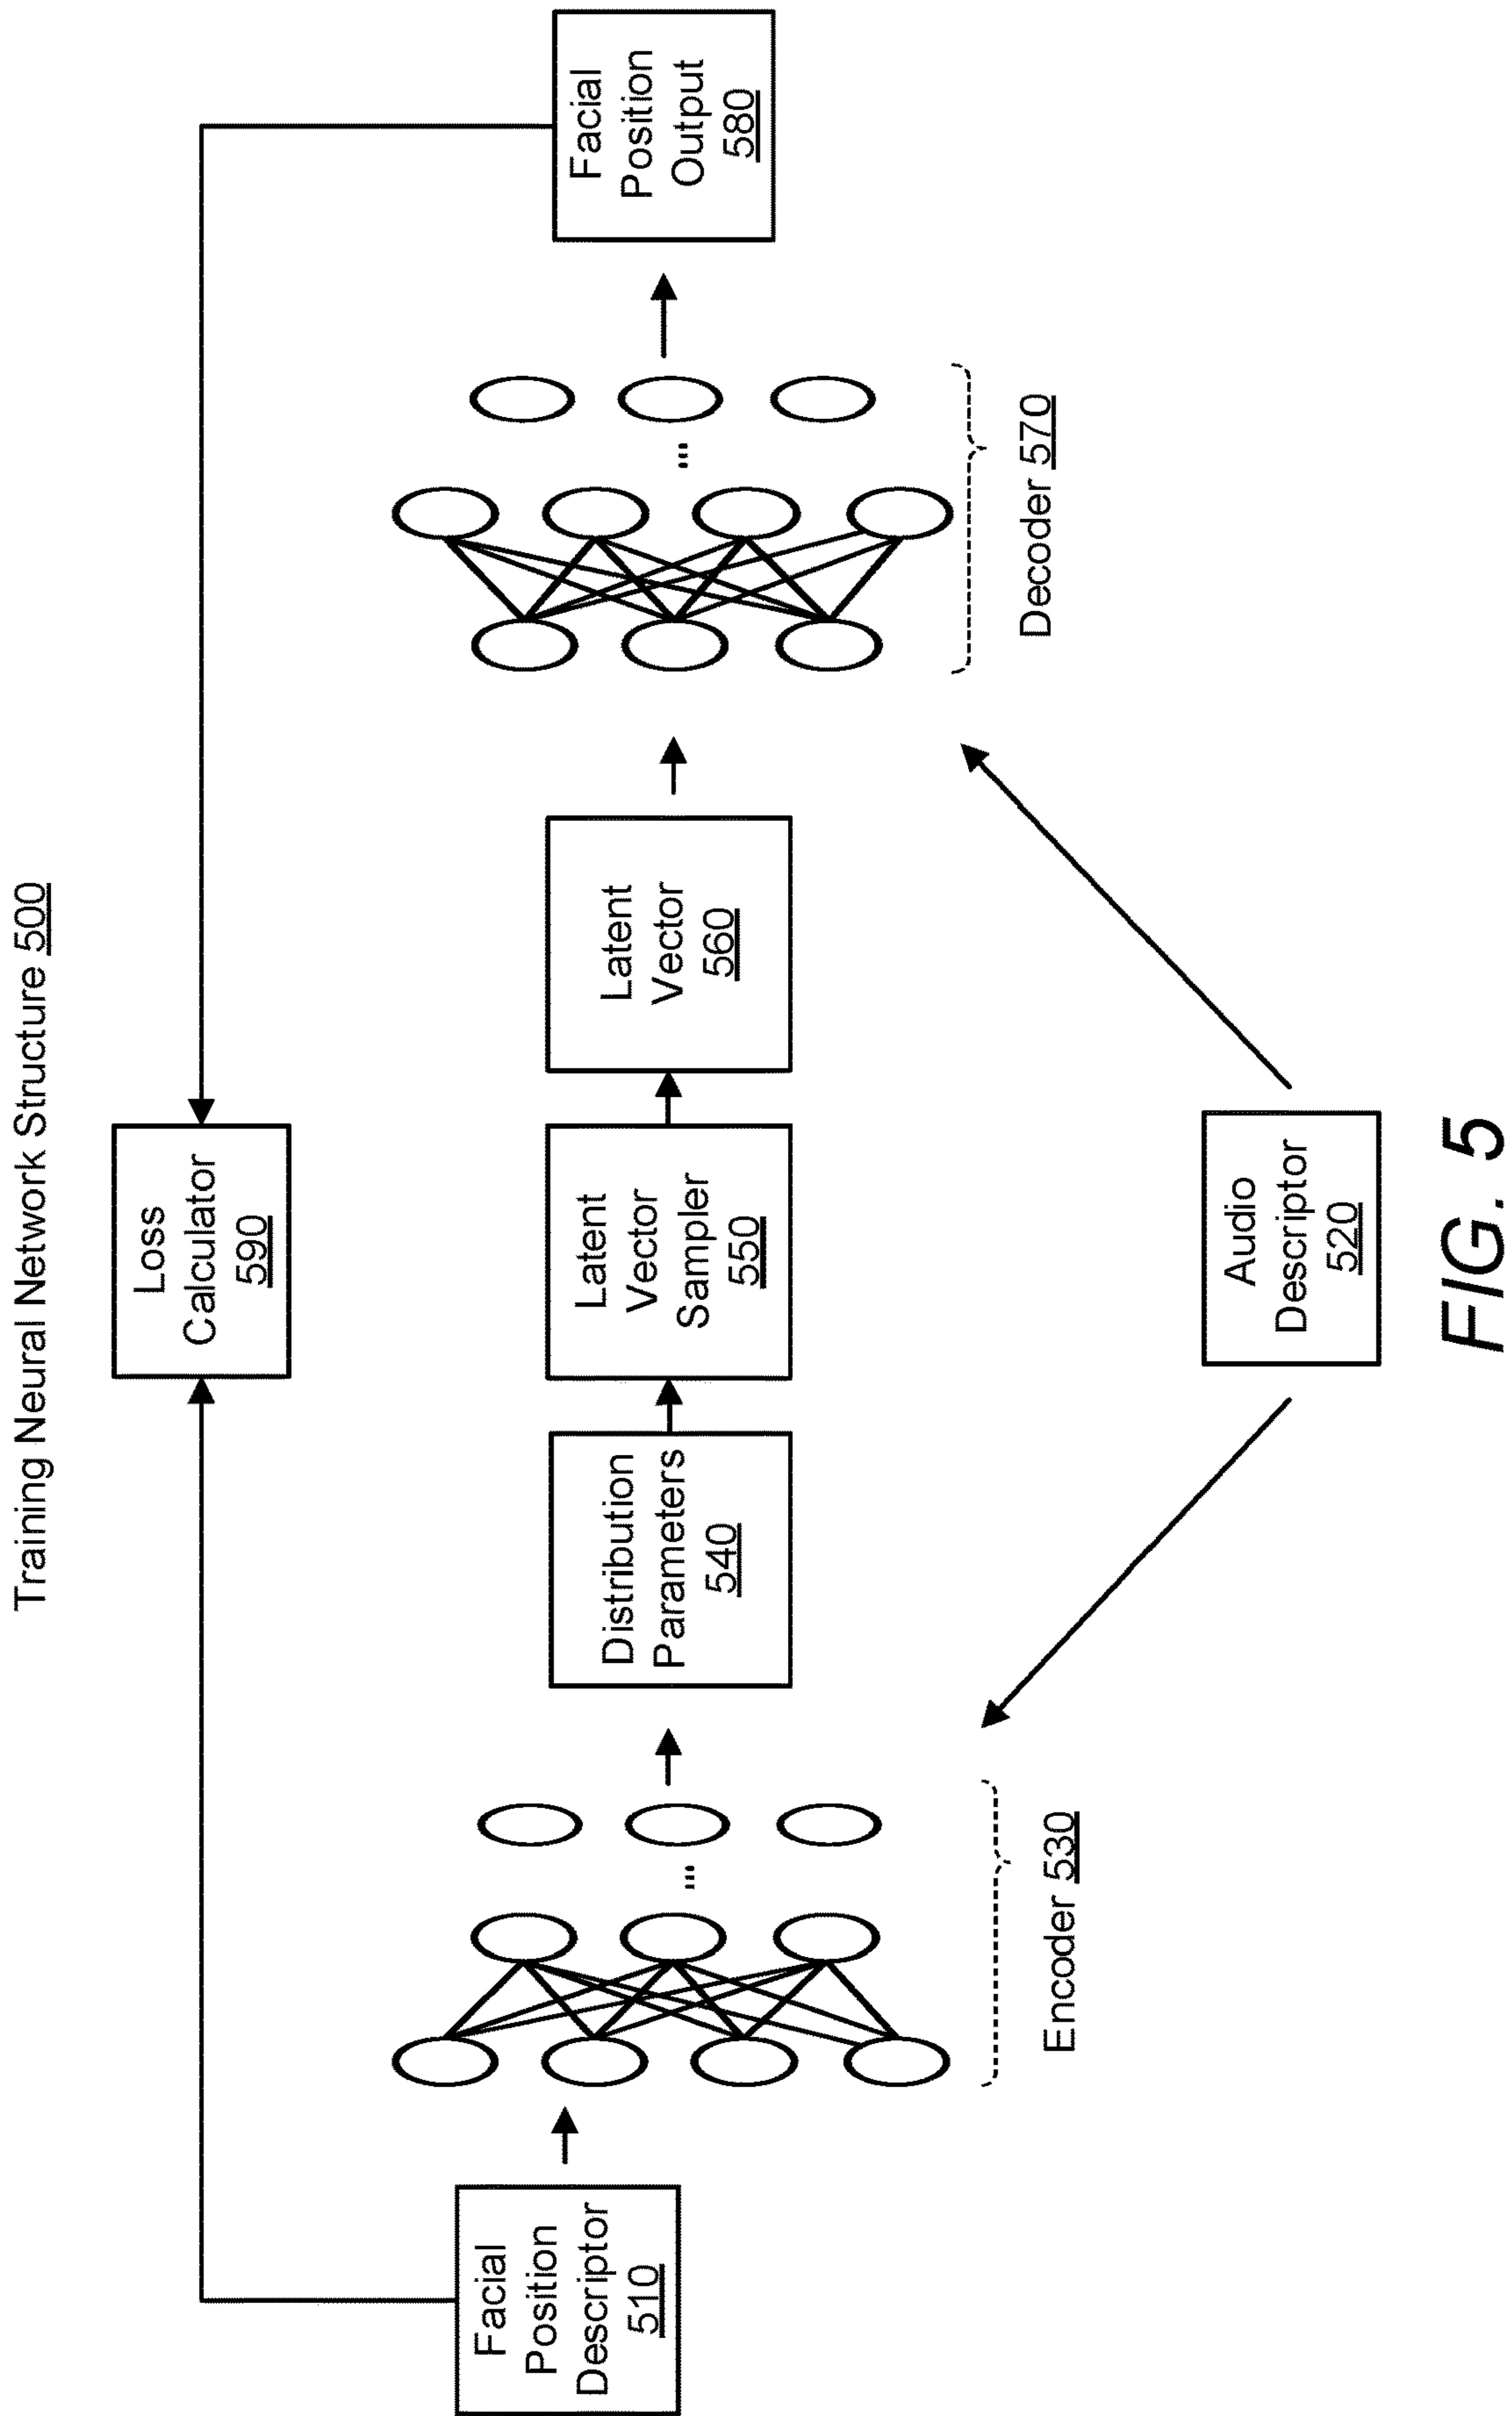 Training Neural Network Structure 500
Loss
Calculator
590
Facial
Position
Descriptor
510
...
Encoder 530
Distribution
Parameters
540
Latent
Vector
Sampler
550
Latent
Vector
560
...
Decoder 570
Facial
Position
Output
580
Audio
Descriptor
520
FIG. 5